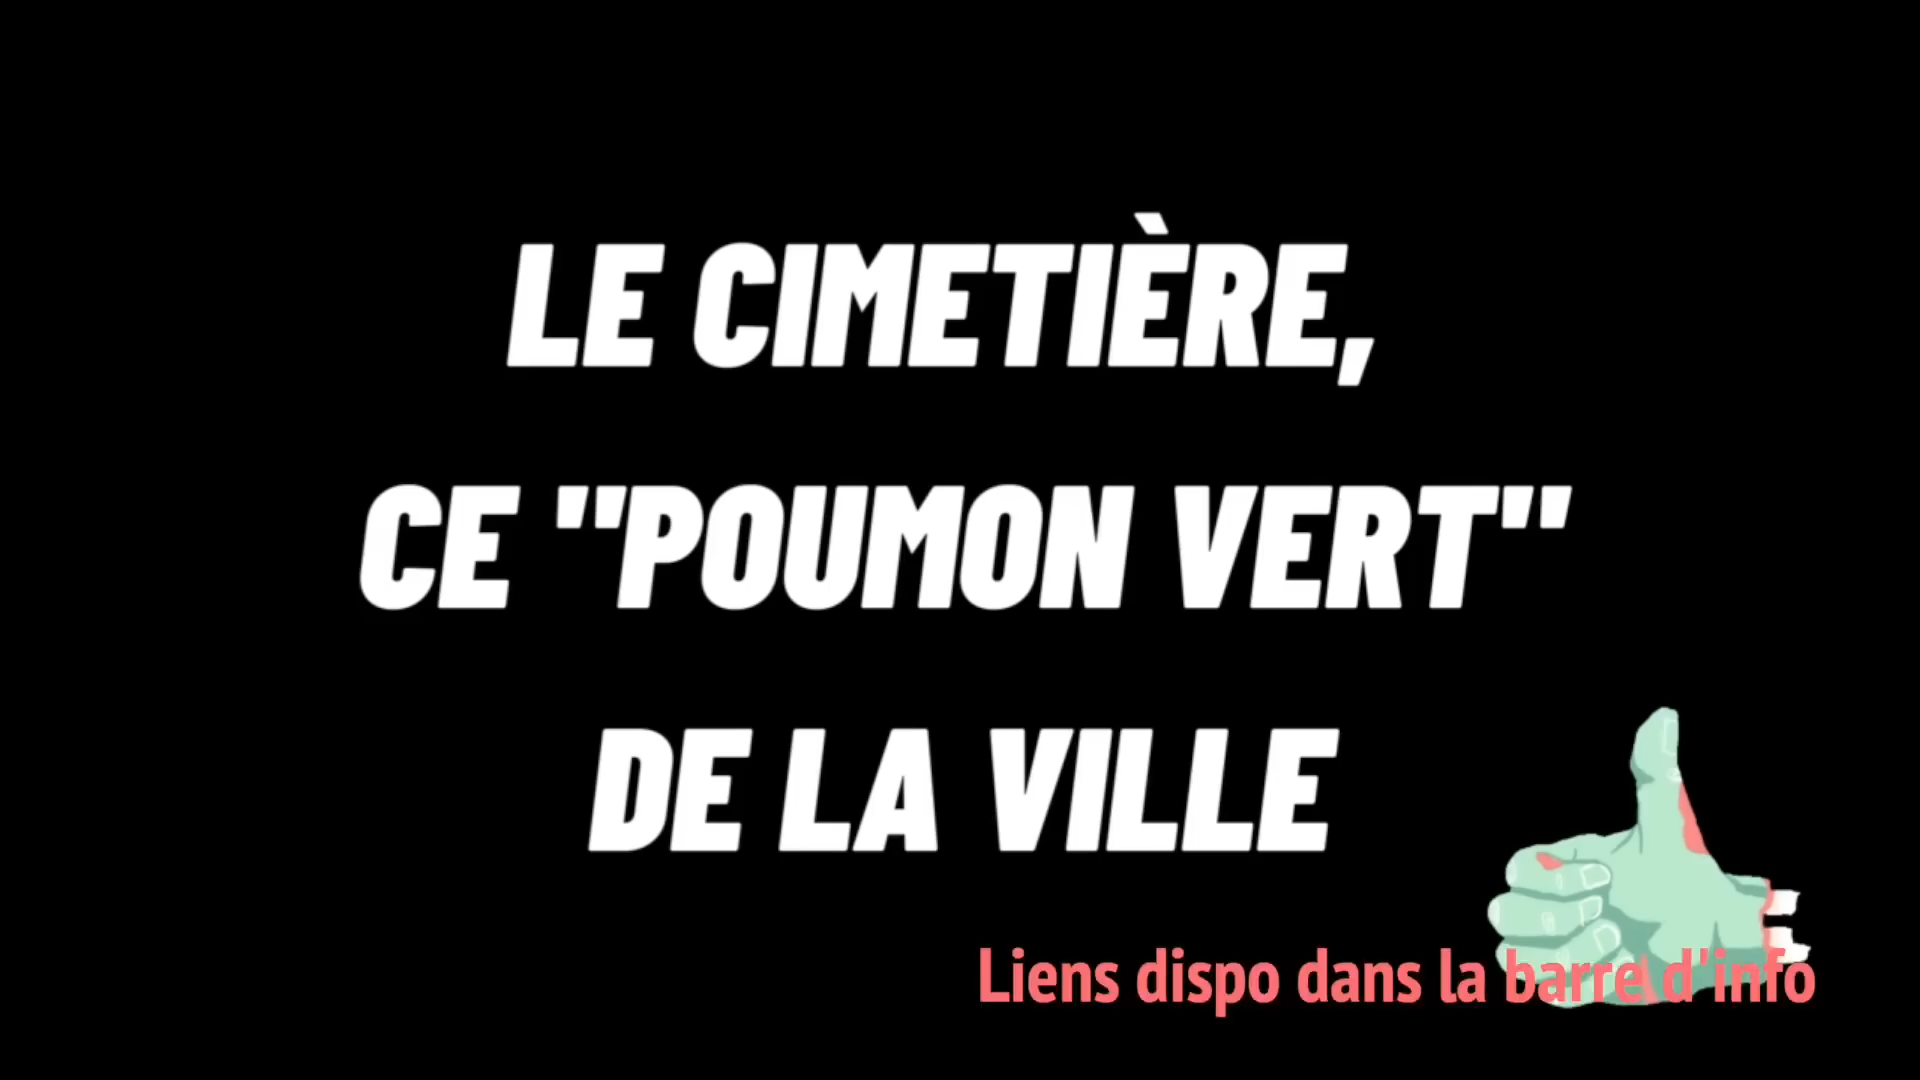 LE CIMETIÈRE,
CE "POUMON VERT"
DE LA VILLE
Liens dispo dans la barre d'info